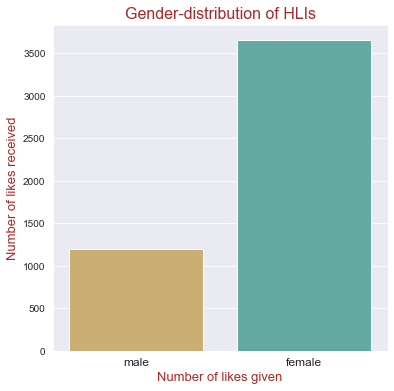 Gender-distribution of HLIs
Number of likes received
3500
3000
2500
2000
1500
1000
500
0
male female
Number of likes given